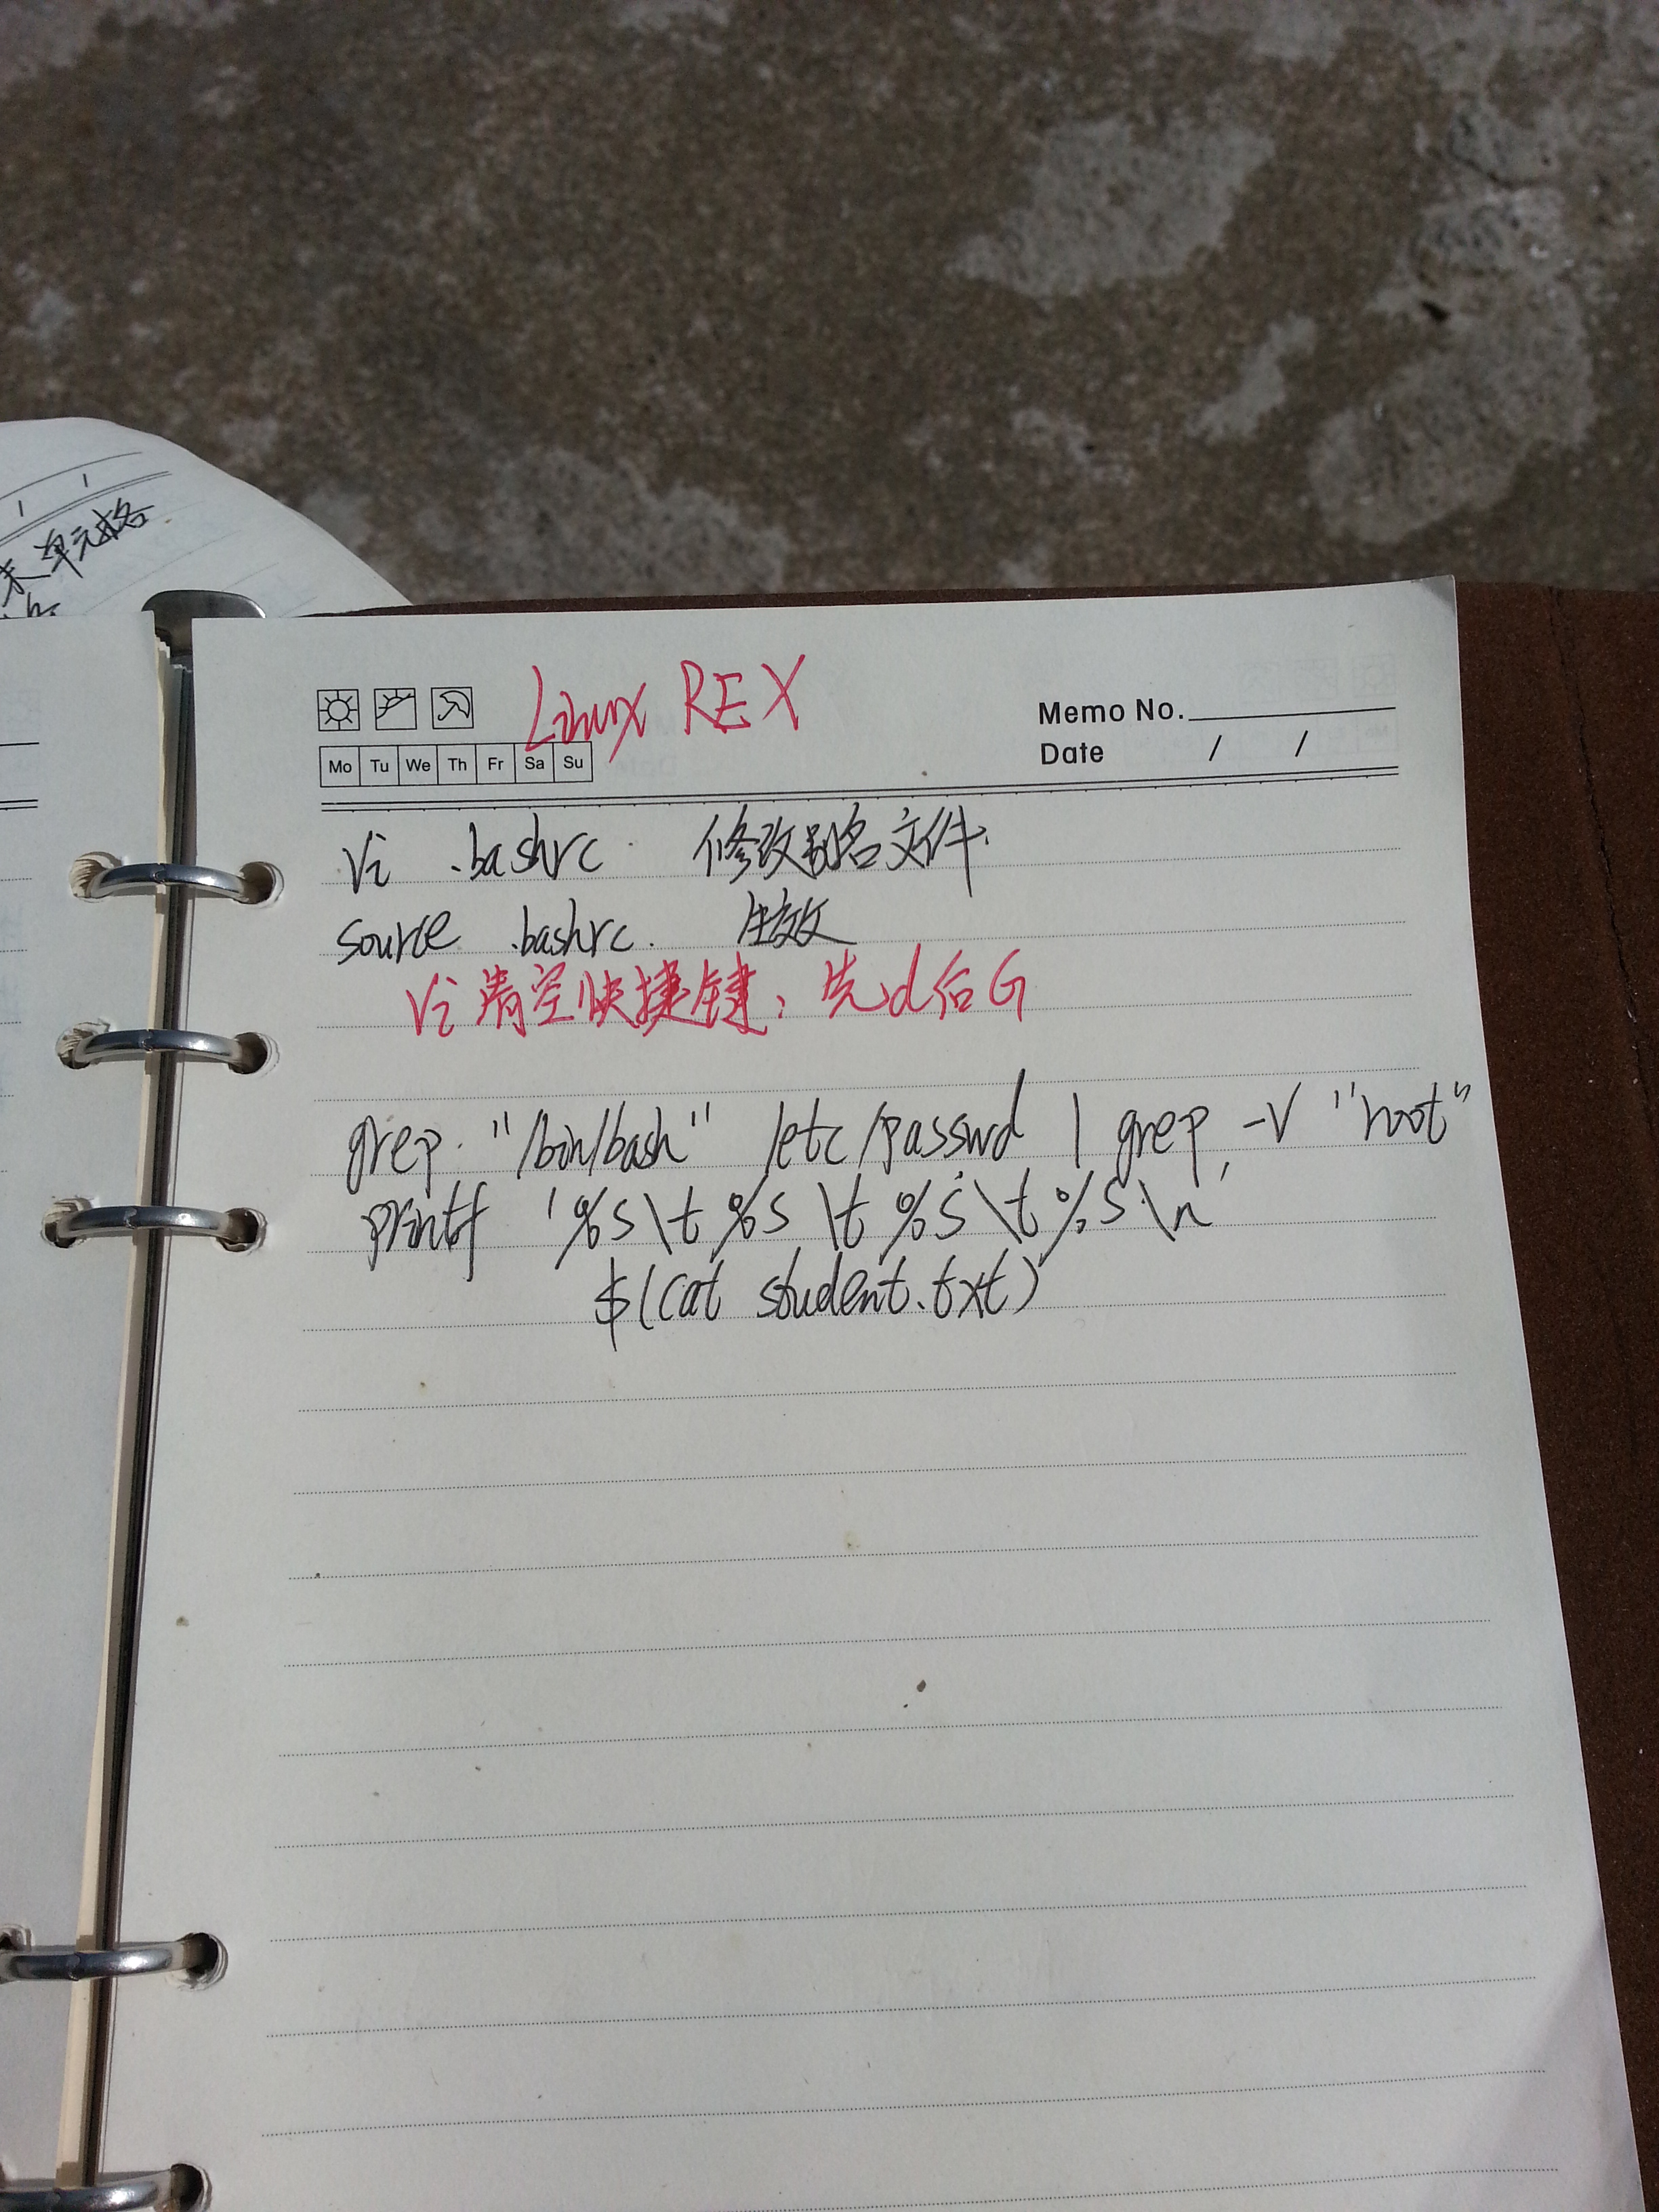 末单元格
Linux REX
Memo No.
Mo Tu We Th Fr Sa Su
Date / /
vi .bashrc 修改别名文件.
source .bashrc. 生效
vi 清空快捷键：先d后G
grep "/bin/bash" /etc/passwd | grep -v "root"
printf '%s\t %s \t %s\t %s\n'
$(cat student.txt)